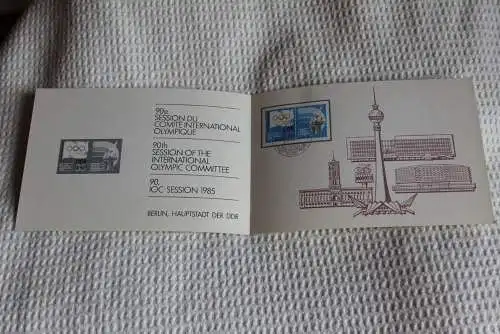 90e
SESSION DU
COMITÉ INTERNATIONAL
OLYMPIQUE
90th
SESSION OF THE
INTERNATIONAL
OLYMPIC COMMITTEE
90.
IOC-SESSION 1985
BERLIN, HAUPTSTADT DER DDR